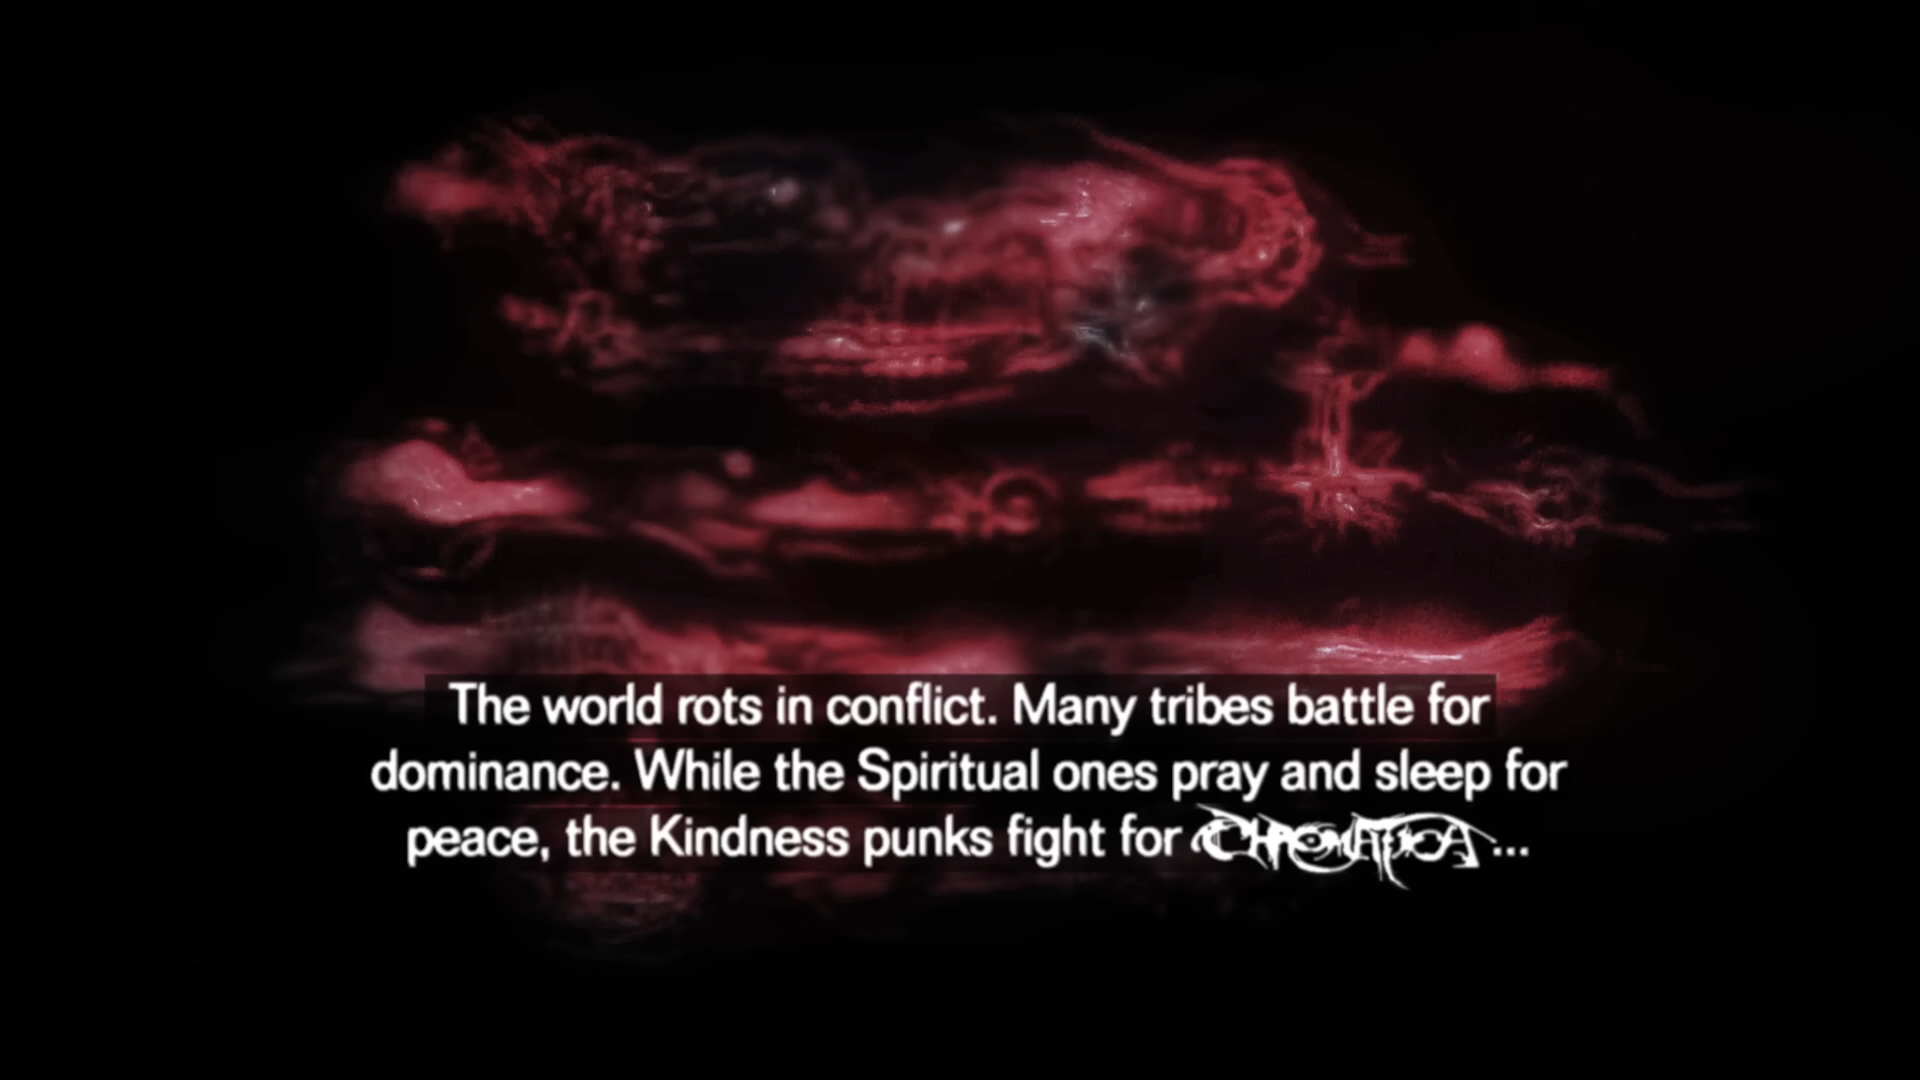 The world rots in conflict. Many tribes battle for
dominance. While the Spiritual ones pray and sleep for
peace, the Kindness punks fight for CHROMATICA...